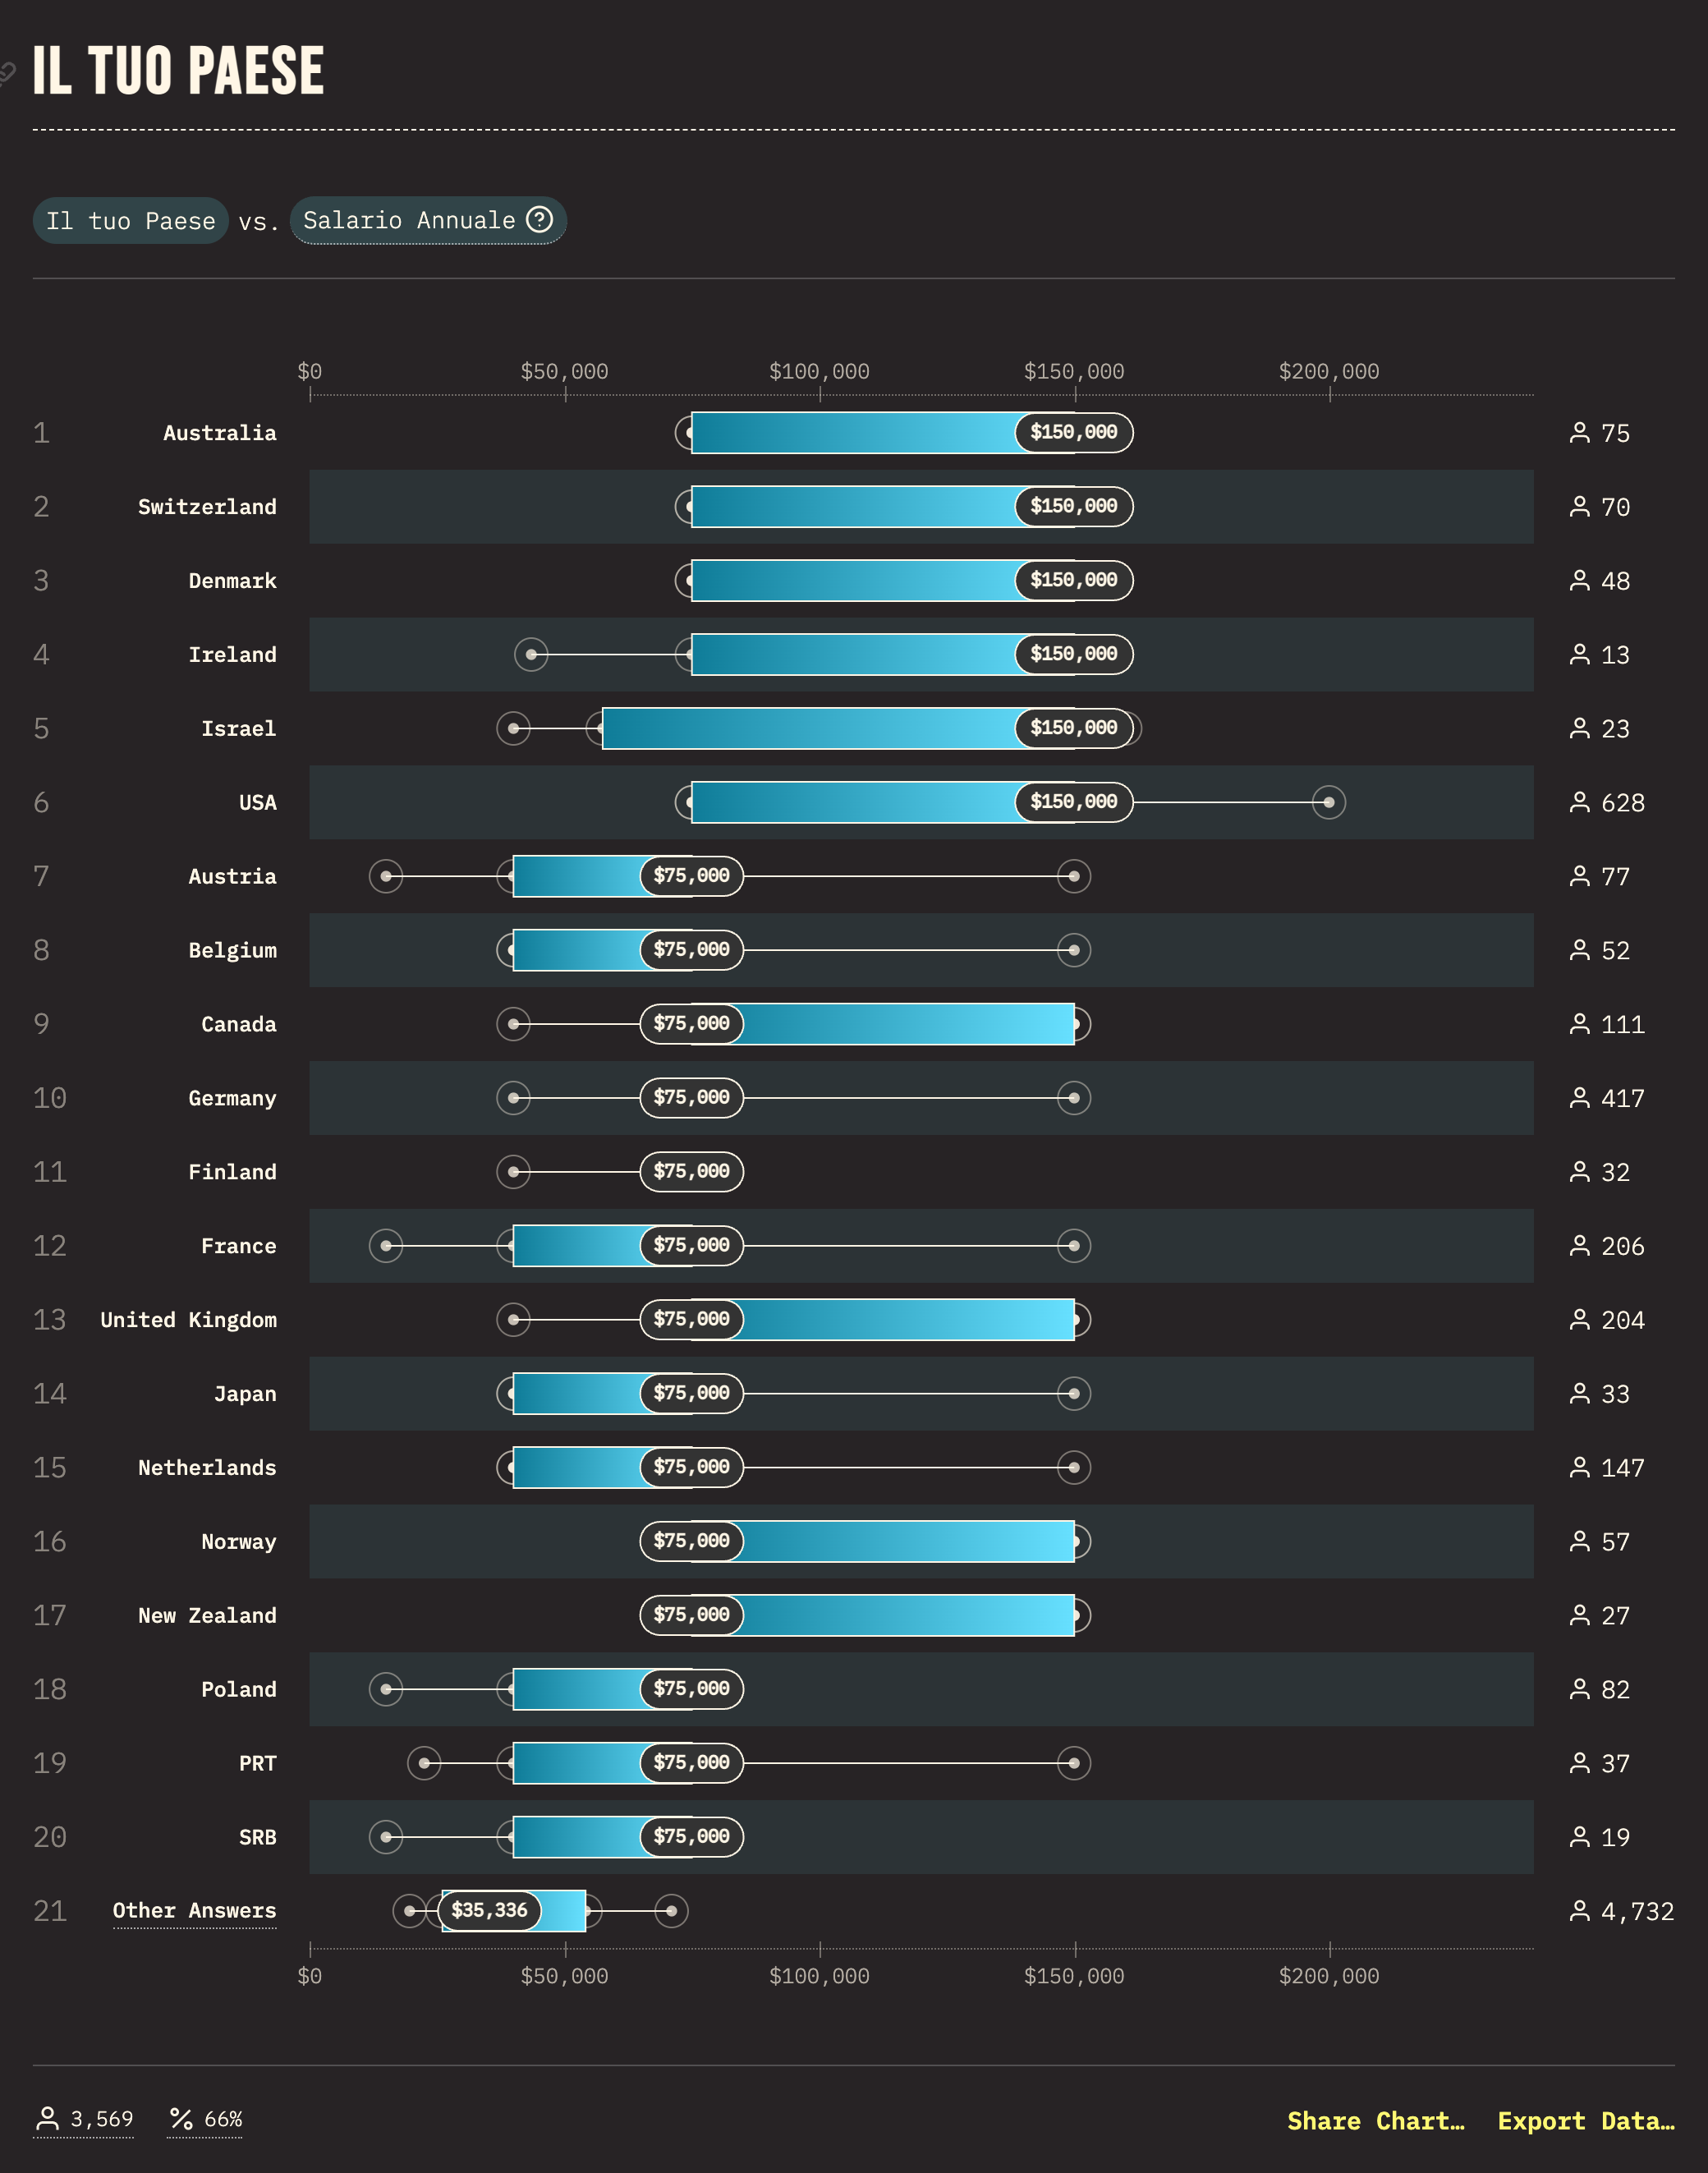 IL TUO PAESE
Il tuo Paese vs. Salario Annuale ?
$0 $50,000 $100,000 $150,000 $200,000
1 Australia $150,000 75
2 Switzerland $150,000 70
3 Denmark $150,000 48
4 Ireland $150,000 13
5 Israel $150,000 23
6 USA $150,000 628
7 Austria $75,000 77
8 Belgium $75,000 52
9 Canada $75,000 111
10 Germany $75,000 417
11 Finland $75,000 32
12 France $75,000 206
13 United Kingdom $75,000 204
14 Japan $75,000 33
15 Netherlands $75,000 147
16 Norway $75,000 57
17 New Zealand $75,000 27
18 Poland $75,000 82
19 PRT $75,000 37
20 SRB $75,000 19
21 Other Answers $35,336 4,732
$0 $50,000 $100,000 $150,000 $200,000
3,569 % 66% Share Chart… Export Data…